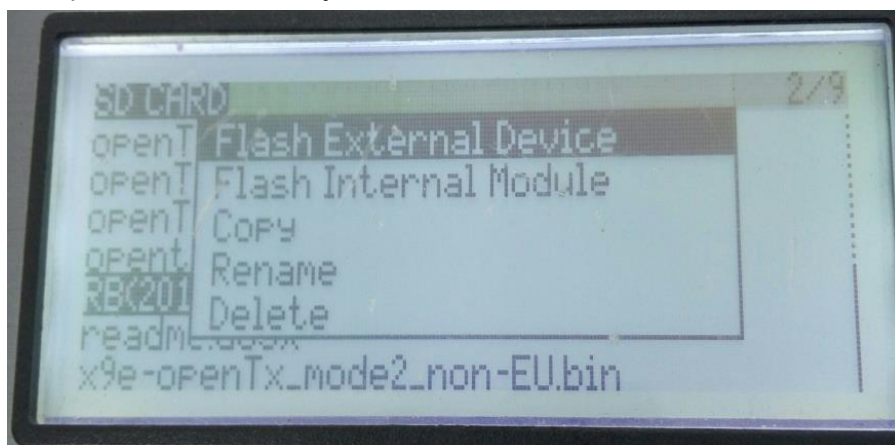 SD CARD 2/9
openT Flash External Device
openT Flash Internal Module
openT Copy
opent Rename
RB(201 Delete
readme.docx
x9e-openTx_mode2_non-EU.bin